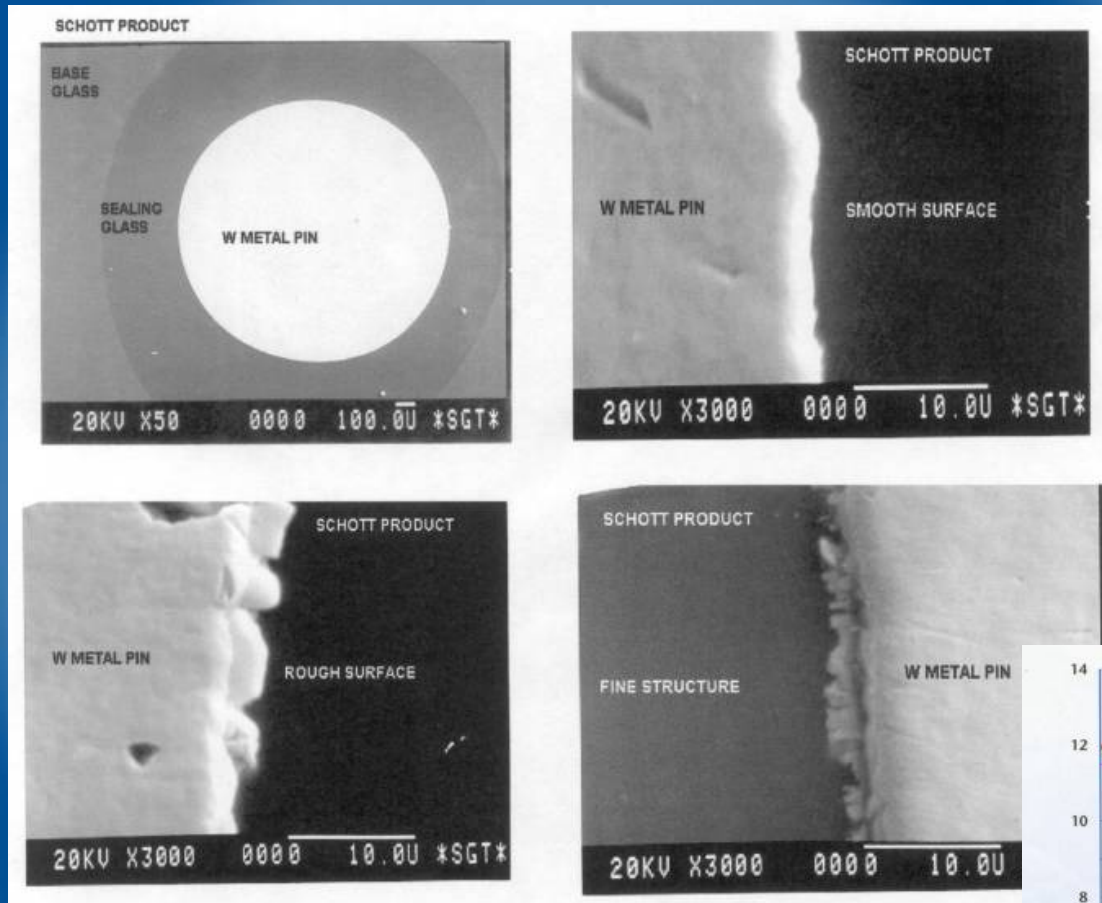 SCHOTT PRODUCT
BASE
GLASS
SEALING
GLASS
W METAL PIN
20KV X50 0000 100.0U *SGT*
SCHOTT PRODUCT
W METAL PIN
SMOOTH SURFACE
20KV X3000 0000 10.0U *SGT*
SCHOTT PRODUCT
W METAL PIN
ROUGH SURFACE
20KV X3000 0000 10.0U *SGT*
SCHOTT PRODUCT
FINE STRUCTURE
W METAL PIN
0000 10.0U
20KV X3000
14
12
10
8